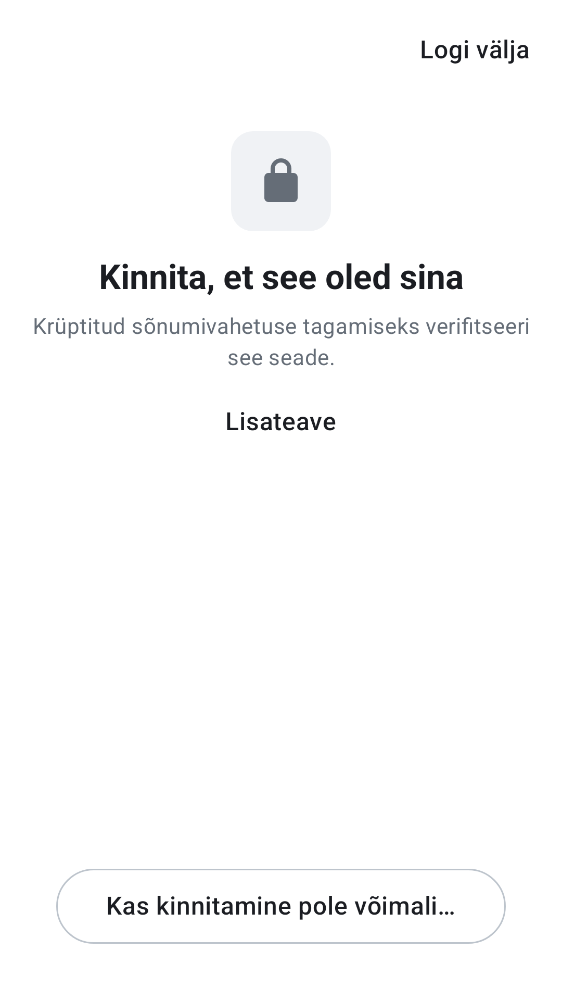 Logi välja
Kinnita, et see oled sina
Krüptitud sõnumivahetuse tagamiseks verifitseeri
see seade.
Lisateave
Kas kinnitamine pole võimali…